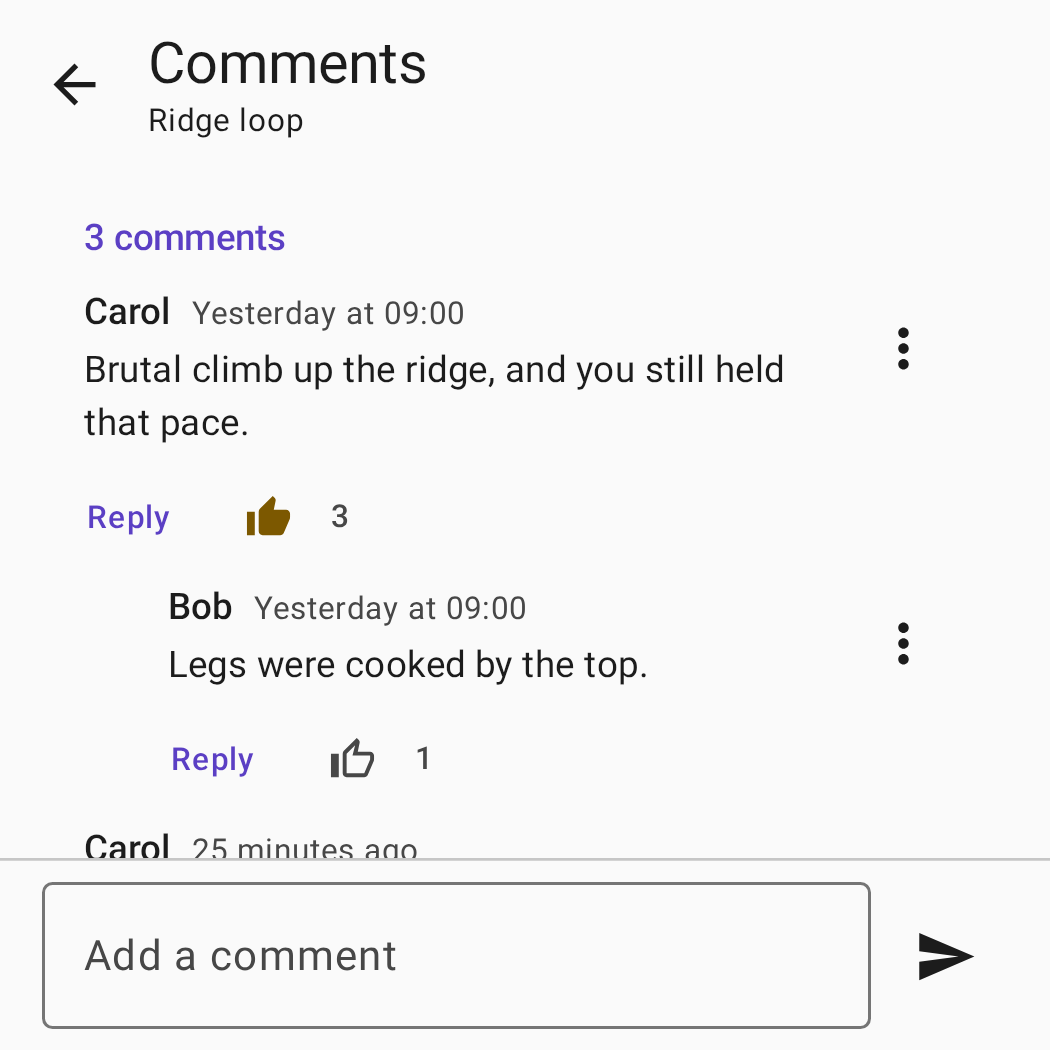 Comments
Ridge loop
3 comments
Carol Yesterday at 09:00
Brutal climb up the ridge, and you still held
that pace.
Reply 3
Bob Yesterday at 09:00
Legs were cooked by the top.
Reply 1
Carol 25 minutes ago
Add a comment